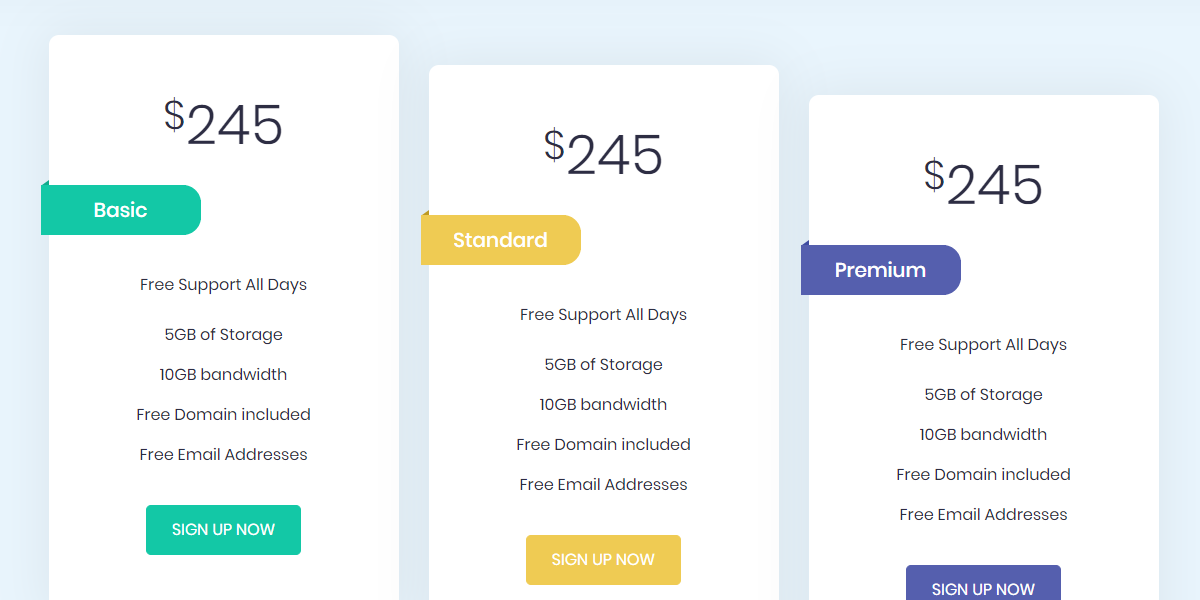 $245
Basic
Free Support All Days
5GB of Storage
10GB bandwidth
Free Domain included
Free Email Addresses
SIGN UP NOW
$245
Standard
Free Support All Days
5GB of Storage
10GB bandwidth
Free Domain included
Free Email Addresses
SIGN UP NOW
$245
Premium
Free Support All Days
5GB of Storage
10GB bandwidth
Free Domain included
Free Email Addresses
SIGN UP NOW